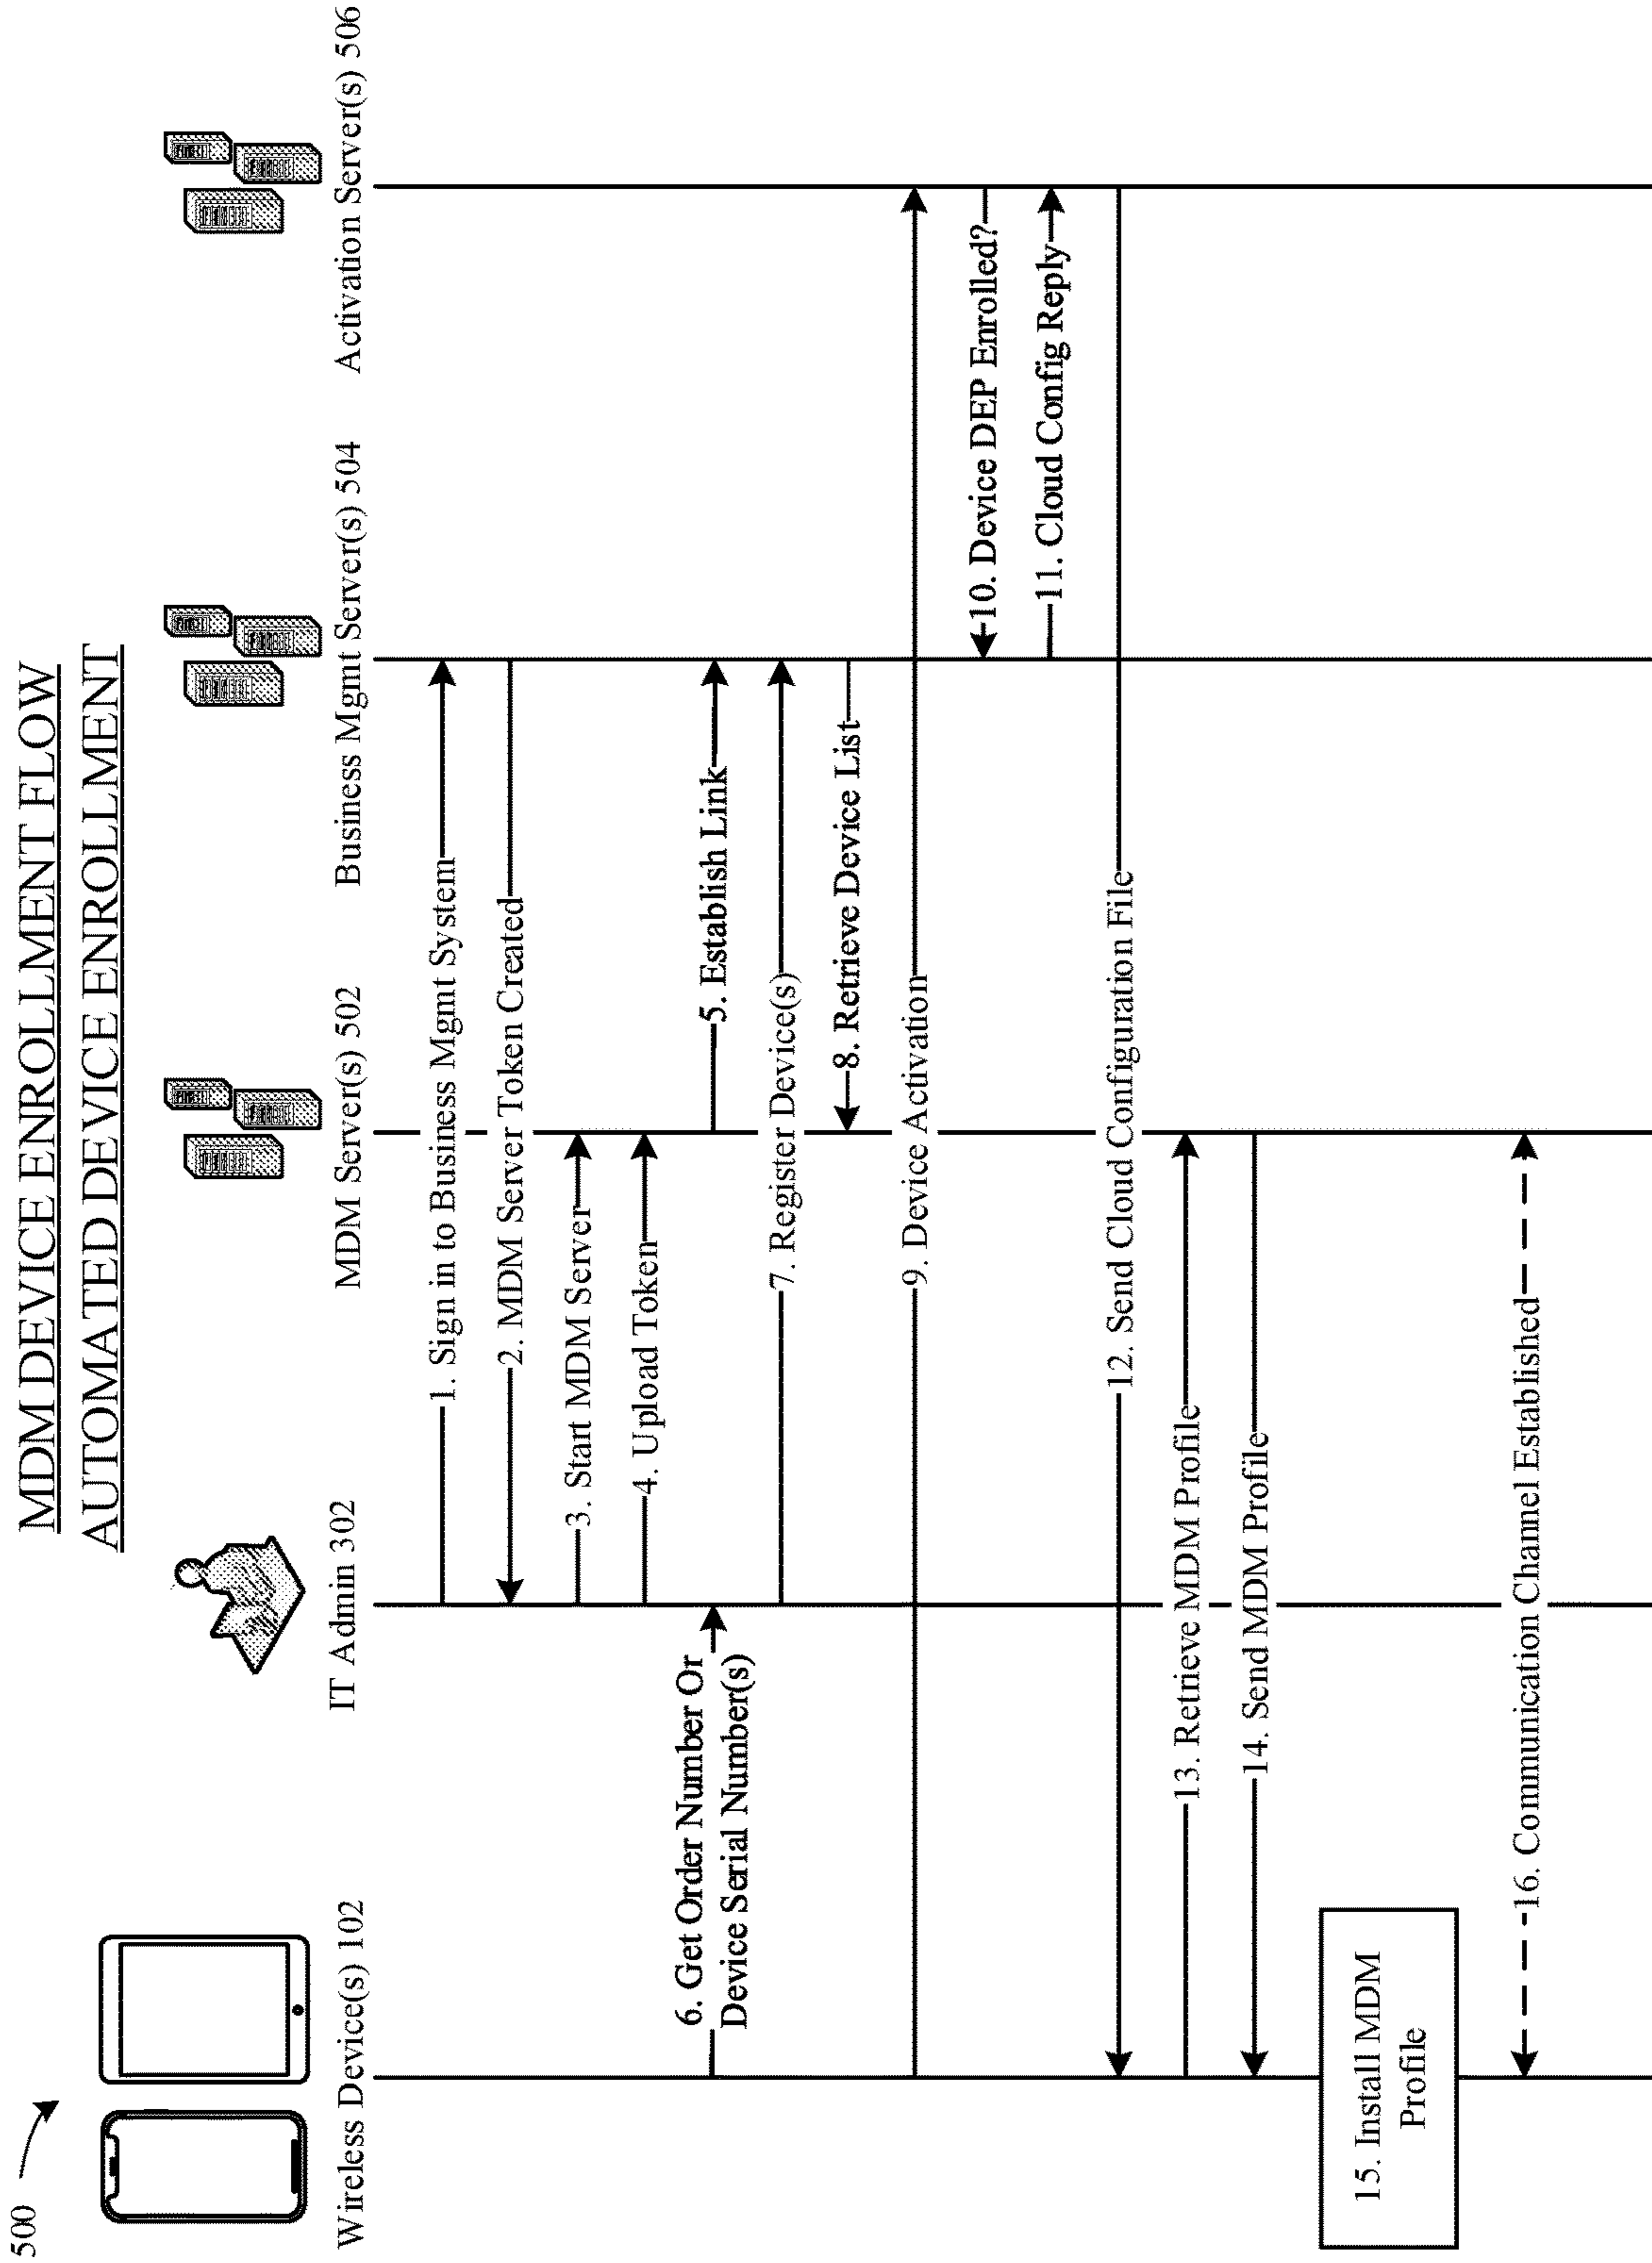 500
MDM DEVICE ENROLLMENT FLOW
AUTOMATED DEVICE ENROLLMENT
Wireless Device(s) 102
IT Admin 302
MDM Server(s) 502
Business Mgmt Server(s) 504
Activation Server(s) 506
1. Sign in to Business Mgmt System
2. MDM Server Token Created
3. Start MDM Server
4. Upload Token
5. Establish Link
6. Get Order Number Or
Device Serial Number(s)
7. Register Device(s)
8. Retrieve Device List
9. Device Activation
10. Device DEP Enrolled?
11. Cloud Config Reply
12. Send Cloud Configuration File
13. Retrieve MDM Profile
14. Send MDM Profile
15. Install MDM
Profile
16. Communication Channel Established